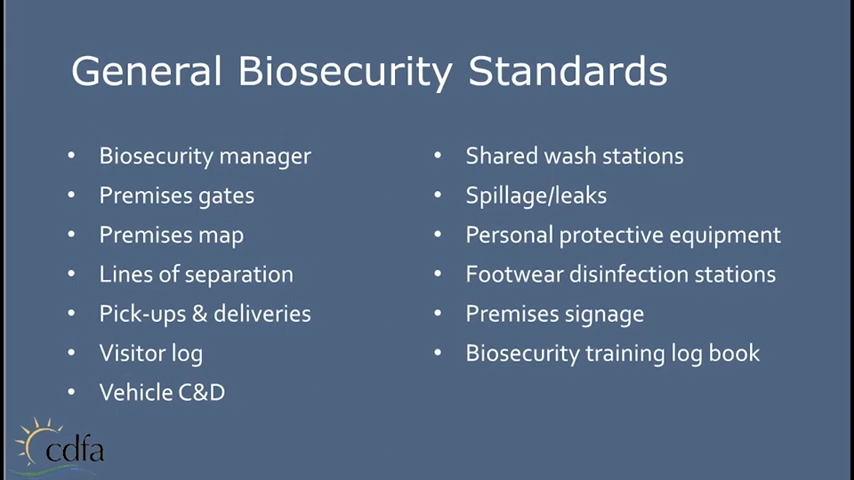 General Biosecurity Standards
• Biosecurity manager
• Premises gates
• Premises map
• Lines of separation
• Pick-ups & deliveries
• Visitor log
• Vehicle C&D
• Shared wash stations
• Spillage/leaks
• Personal protective equipment
• Footwear disinfection stations
• Premises signage
• Biosecurity training log book
cdfa